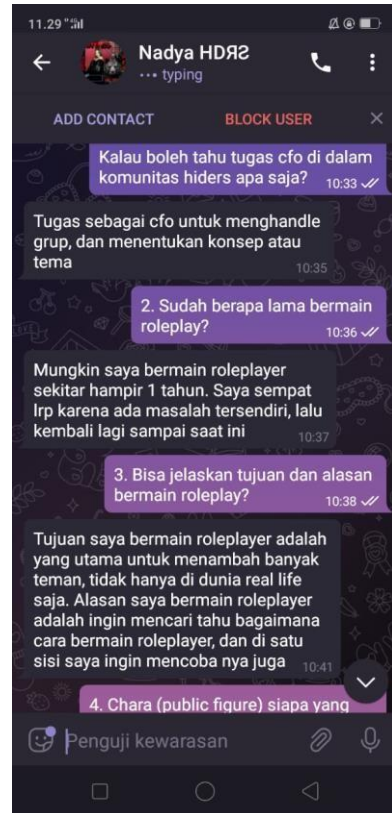 11.29
Nadya HDЯƧ
typing
ADD CONTACT BLOCK USER
Kalau boleh tahu tugas cfo di dalam
komunitas hiders apa saja?
10:33
Tugas sebagai cfo untuk menghandle
grup, dan menentukan konsep atau
tema
10:35
2. Sudah berapa lama bermain
roleplay?
10:36
Mungkin saya bermain roleplayer
sekitar hampir 1 tahun. Saya sempat
lrp karena ada masalah tersendiri, lalu
kembali lagi sampai saat ini
10:37
3. Bisa jelaskan tujuan dan alasan
bermain roleplay?
10:38
Tujuan saya bermain roleplayer adalah
yang utama untuk menambah banyak
teman, tidak hanya di dunia real life
saja. Alasan saya bermain roleplayer
adalah ingin mencari tahu bagaimana
cara bermain roleplayer, dan di satu
sisi saya ingin mencoba nya juga
10:41
4. Chara (public figure) siapa yang
Penguji kewarasan